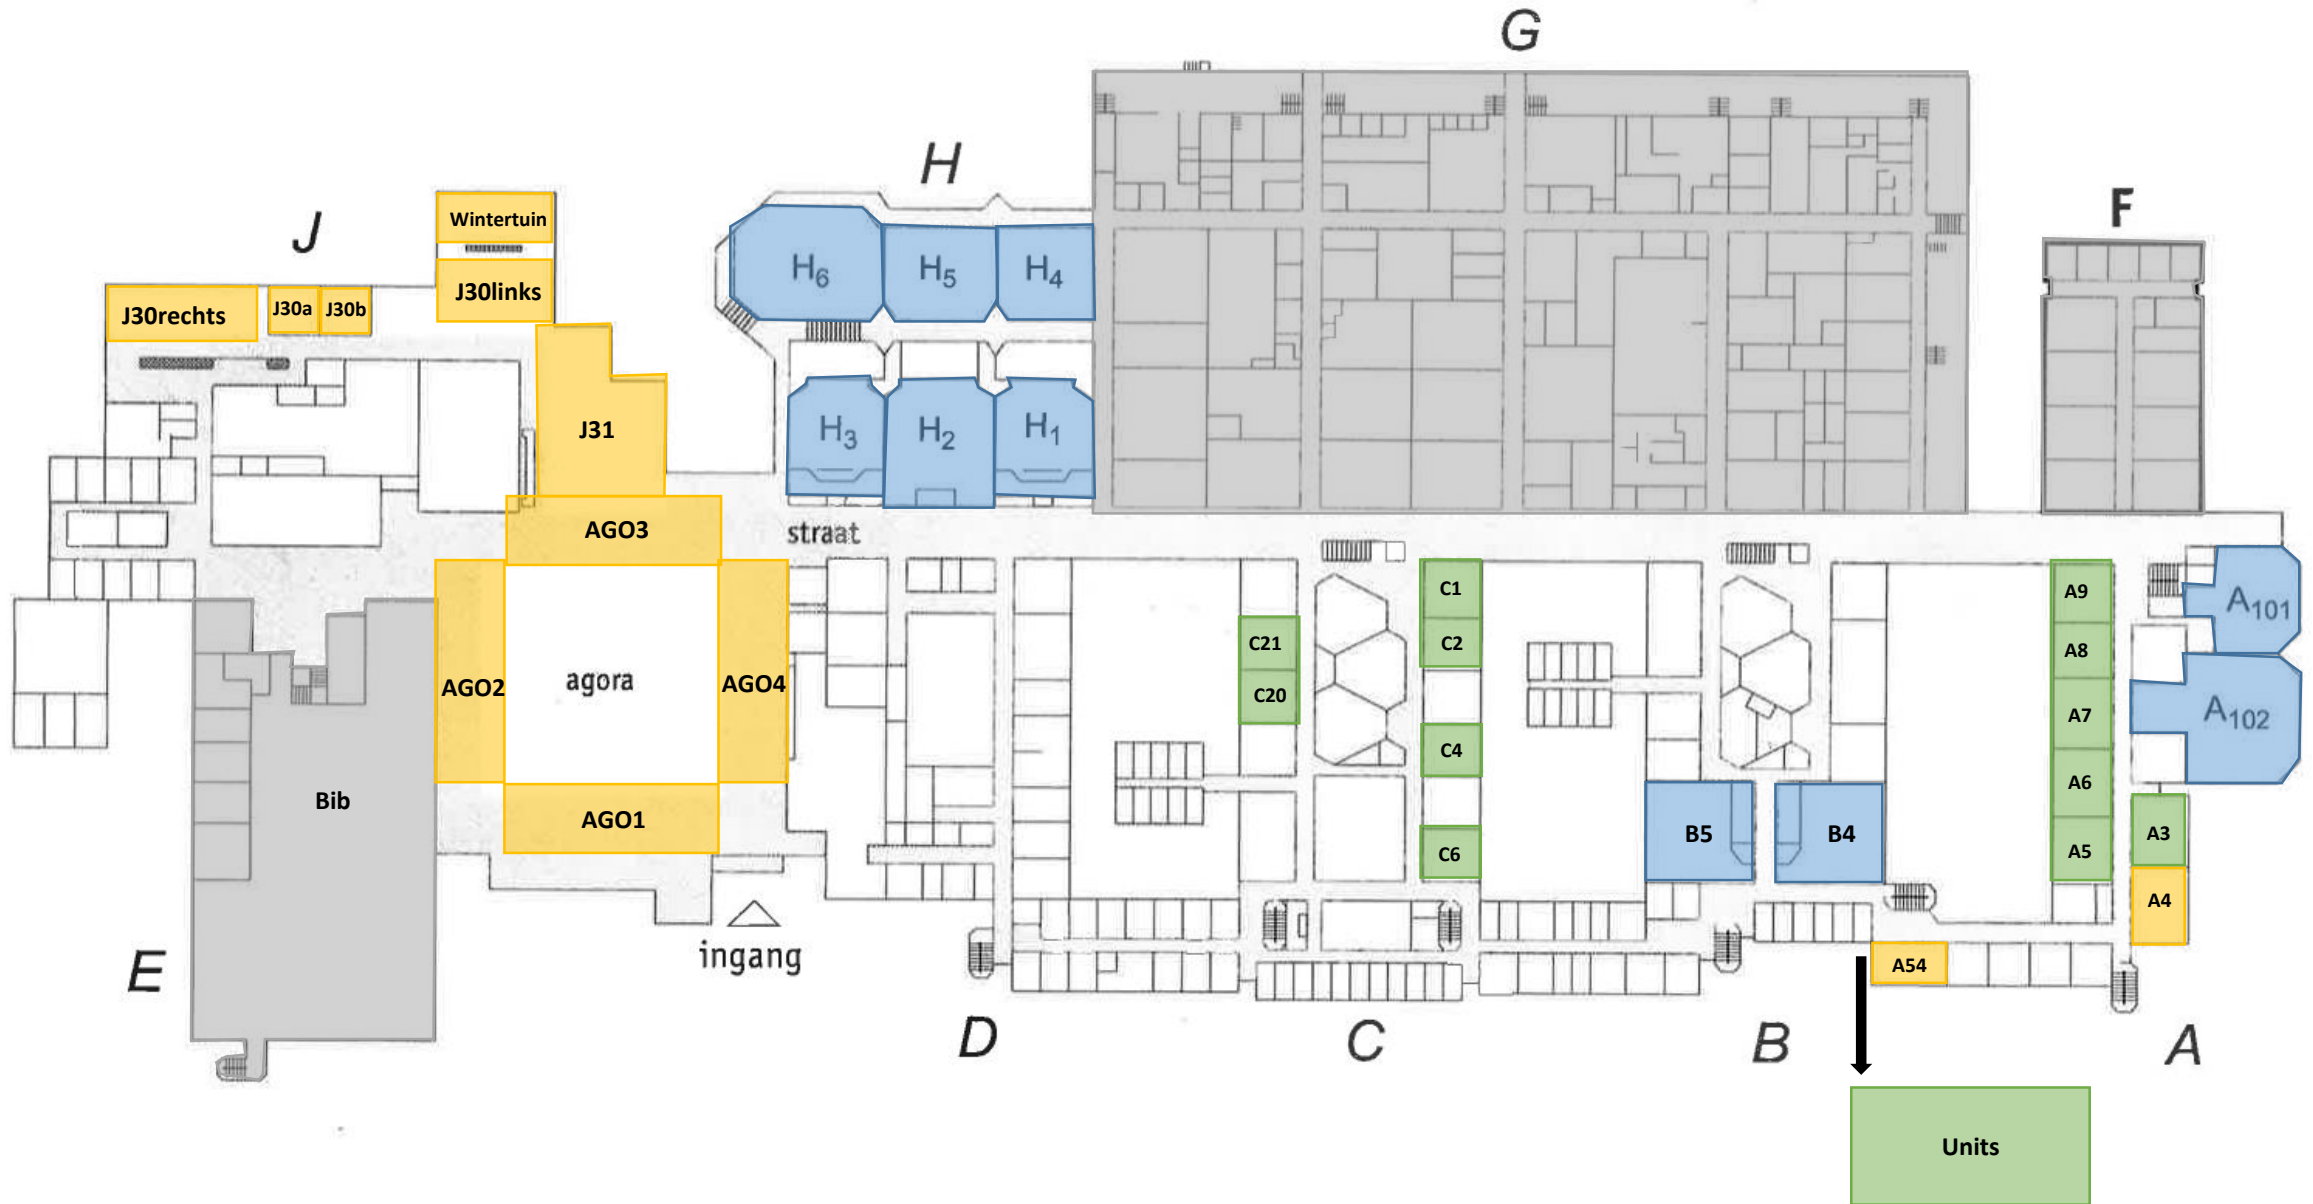 G
H
F
J
Wintertuin
J30links
J30rechts
J30a
J30b
H6
H5
H4
J31
H3
H2
H1
AGO3
straat
C1
A9
A101
C21
C2
A8
AGO2
agora
AGO4
C20
A7
A102
C4
A6
Bib
AGO1
B5
B4
A3
C6
A5
A4
ingang
A54
E
D
C
B
A
Units